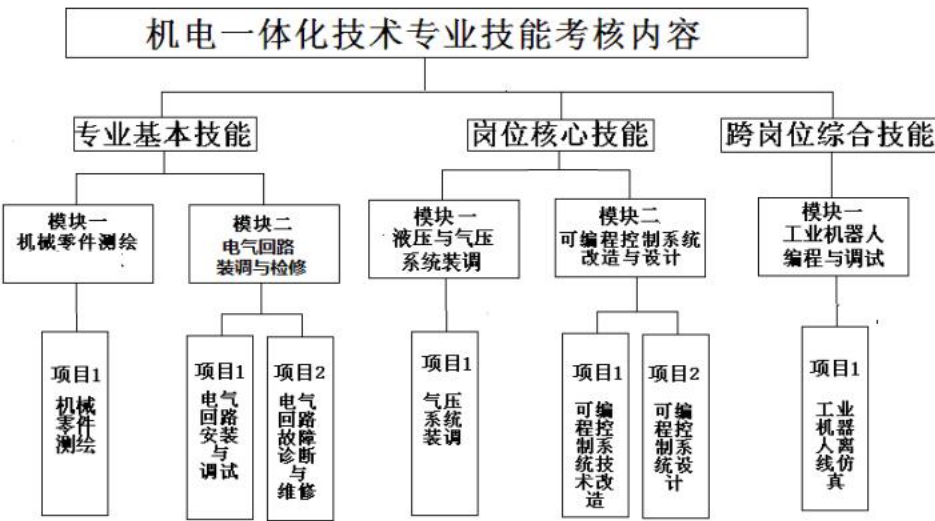 机电一体化技术专业技能考核内容
专业基本技能
岗位核心技能
跨岗位综合技能
模块一
机械零件测绘
模块二
电气回路
装调与检修
模块一
液压与气压
系统装调
模块二
可编程控制系统
改造与设计
模块一
工业机器人
编程与调试
项目1
机械
零件
测绘
项目1
电气
回路
安装
与
调试
项目2
电气
回路
故障
诊断
与
维修
项目1
气压
系统
装调
项目1
可编
程控
制系
统技
术改
造
项目2
可编
程控
制系
统设
计
项目1
工业
机器
人离
线仿
真